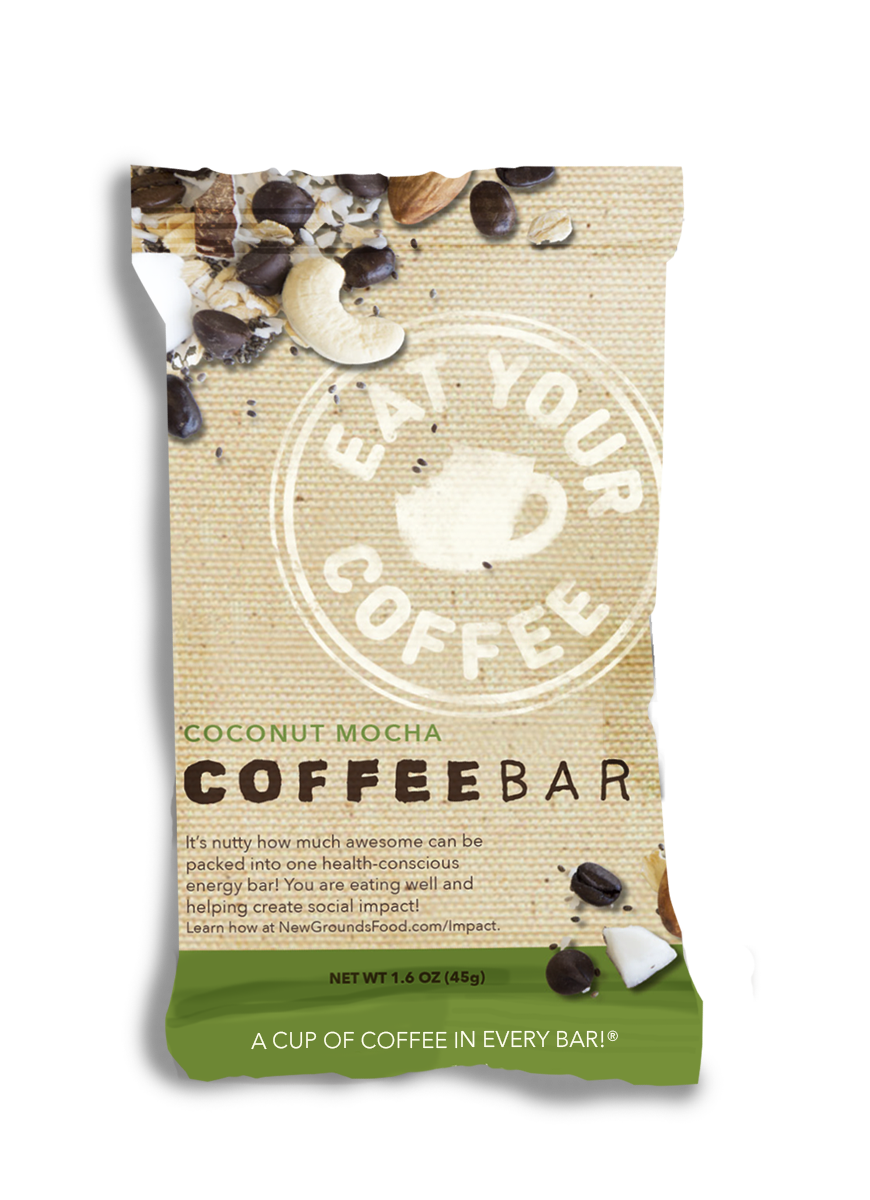 EAT YOUR
COFFEE
COCONUT MOCHA
COFFEEBAR
It's nutty how much awesome can be
packed into one health-conscious
energy bar! You are eating well and
helping create social impact!
Learn how at NewGroundsFood.com/Impact.
NET WT 1.6 OZ (45g)
A CUP OF COFFEE IN EVERY BAR!®